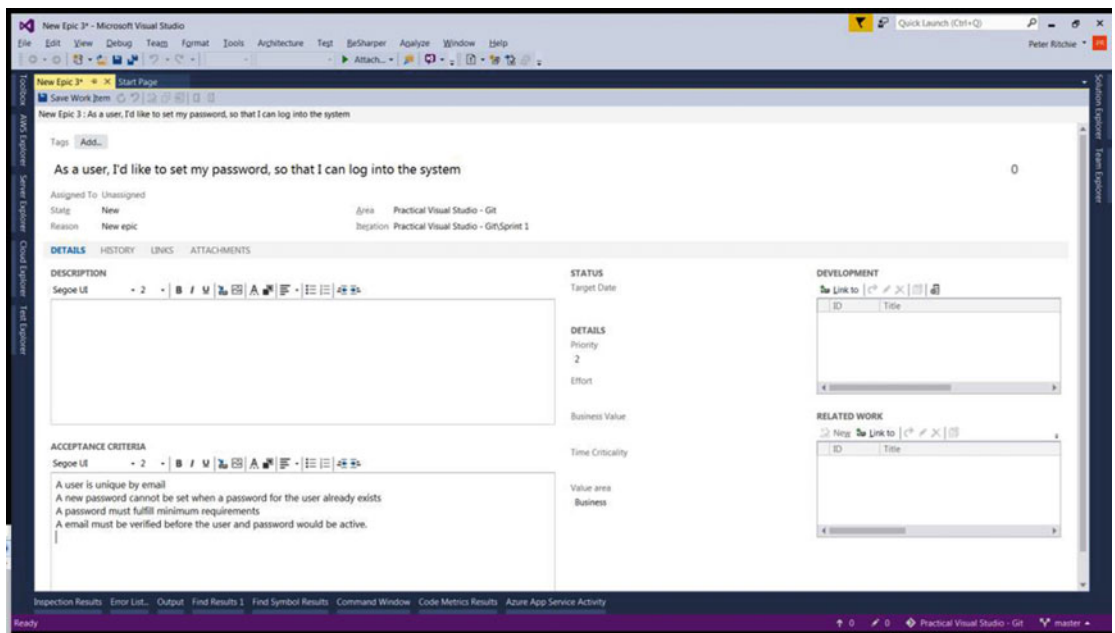 New Epic 3* - Microsoft Visual Studio
Quick Launch (Ctrl+Q)
File Edit View Debug Team Format Tools Architecture Test ReSharper Analyze Window Help
Peter Ritchie
Attach...
New Epic 3* Start Page
Save Work Item
New Epic 3 : As a user, I'd like to set my password, so that I can log into the system
Toolbox
AWS Explorer
Server Explorer
Cloud Explorer
Test Explorer
Solution Explorer
Team Explorer
Tags Add...
As a user, I'd like to set my password, so that I can log into the system 0
Assigned To Unassigned
State New Area Practical Visual Studio - Git
Reason New epic Iteration Practical Visual Studio - Git\Sprint 1
DETAILS HISTORY LINKS ATTACHMENTS
DESCRIPTION
Segoe UI 2 B I U A
STATUS
Target Date
DETAILS
Priority
2
Effort
Business Value
Time Criticality
Value area
Business
DEVELOPMENT
Link to
ID Title
RELATED WORK
New Link to
ID Title
ACCEPTANCE CRITERIA
Segoe UI 2 B I U A
A user is unique by email
A new password cannot be set when a password for the user already exists
A password must fulfill minimum requirements
A email must be verified before the user and password would be active.
Inspection Results Error List... Output Find Results 1 Find Symbol Results Command Window Code Metrics Results Azure App Service Activity
Ready 0 0 Practical Visual Studio - Git master